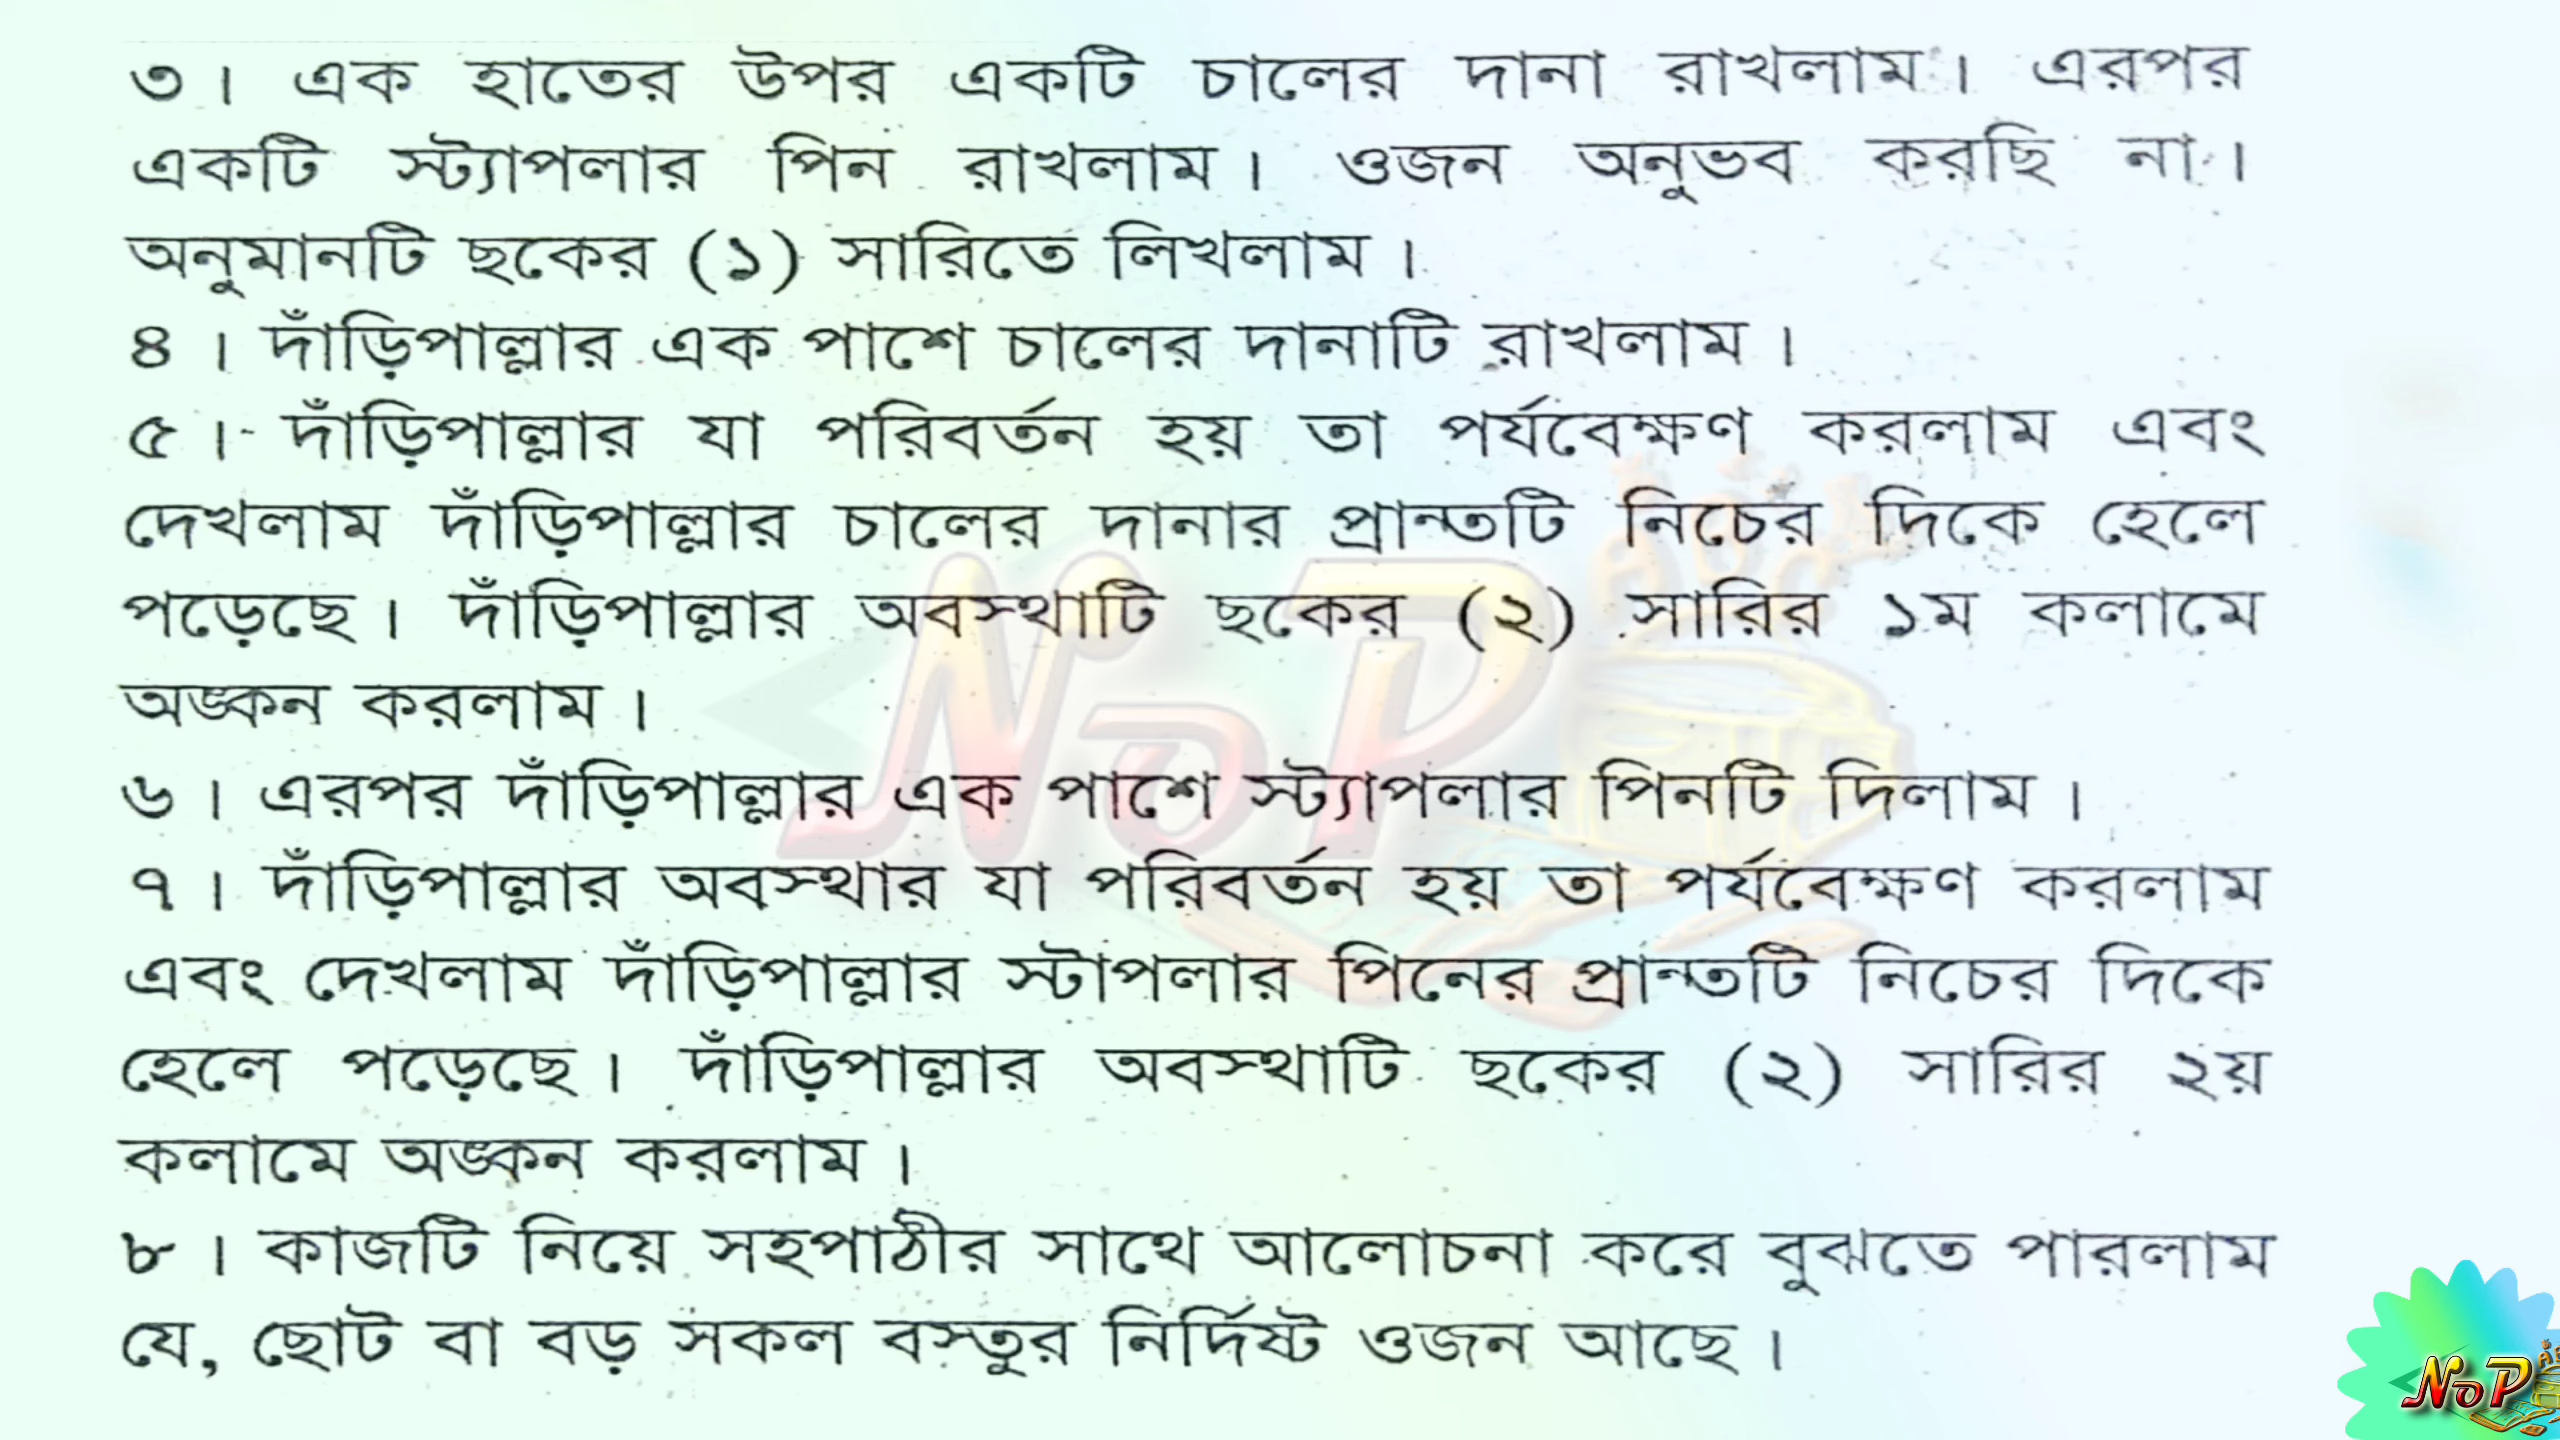 ৩। এক হাতের উপর একটি চালের দানা রাখলাম। এরপর
একটি স্ট্যাপলার পিন রাখলাম। ওজন অনুভব করছি না।
অনুমানটি ছকের (১) সারিতে লিখলাম।
৪। দাঁড়িপাল্লার এক পাশে চালের দানাটি রাখলাম।
৫। দাঁড়িপাল্লার যা পরিবর্তন হয় তা পর্যবেক্ষণ করলাম এবং
দেখলাম দাঁড়িপাল্লার চালের দানার প্রান্তটি নিচের দিকে হেলে
পড়েছে। দাঁড়িপাল্লার অবস্থাটি ছকের (২) সারির ১ম কলামে
অঙ্কন করলাম।
৬। এরপর দাঁড়িপাল্লার এক পাশে স্ট্যাপলার পিনটি দিলাম।
৭। দাঁড়িপাল্লার অবস্থার যা পরিবর্তন হয় তা পর্যবেক্ষণ করলাম
এবং দেখলাম দাঁড়িপাল্লার স্টাপলার পিনের প্রান্তটি নিচের দিকে
হেলে পড়েছে। দাঁড়িপাল্লার অবস্থাটি ছকের (২) সারির ২য়
কলামে অঙ্কন করলাম।
৮। কাজটি নিয়ে সহপাঠীর সাথে আলোচনা করে বুঝতে পারলাম
যে, ছোট বা বড় সকল বস্তুর নির্দিষ্ট ওজন আছে।
NoP
NoP